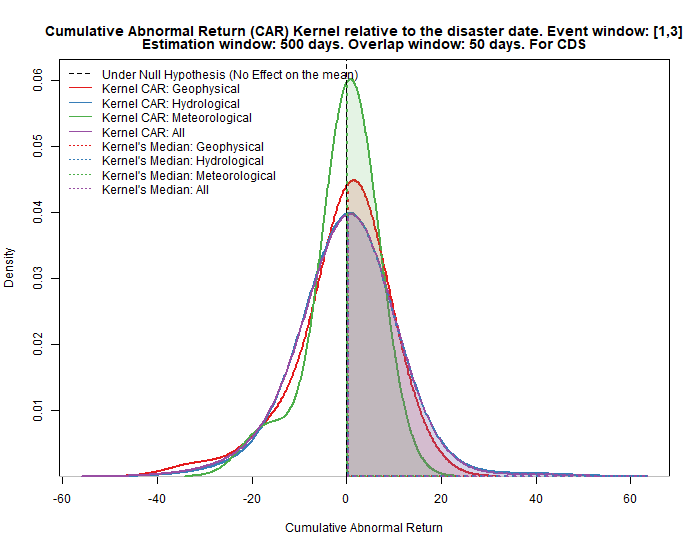 Cumulative Abnormal Return (CAR) Kernel relative to the disaster date. Event window: [1,3]
Estimation window: 500 days. Overlap window: 50 days. For CDS
Under Null Hypothesis (No Effect on the mean)
Kernel CAR: Geophysical
Kernel CAR: Hydrological
Kernel CAR: Meteorological
Kernel CAR: All
Kernel's Median: Geophysical
Kernel's Median: Hydrological
Kernel's Median: Meteorological
Kernel's Median: All
Density
0.06
0.05
0.04
0.03
0.02
0.01
-60 -40 -20 0 20 40 60
Cumulative Abnormal Return